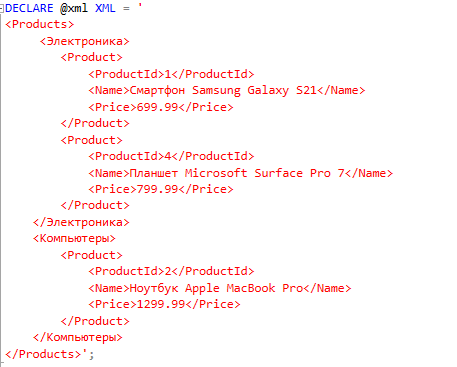 DECLARE @xml XML = '
<Products>
    <Электроника>
        <Product>
            <ProductId>1</ProductId>
            <Name>Смартфон Samsung Galaxy S21</Name>
            <Price>699.99</Price>
        </Product>
        <Product>
            <ProductId>4</ProductId>
            <Name>Планшет Microsoft Surface Pro 7</Name>
            <Price>799.99</Price>
        </Product>
    </Электроника>
    <Компьютеры>
        <Product>
            <ProductId>2</ProductId>
            <Name>Ноутбук Apple MacBook Pro</Name>
            <Price>1299.99</Price>
        </Product>
    </Компьютеры>
</Products>';